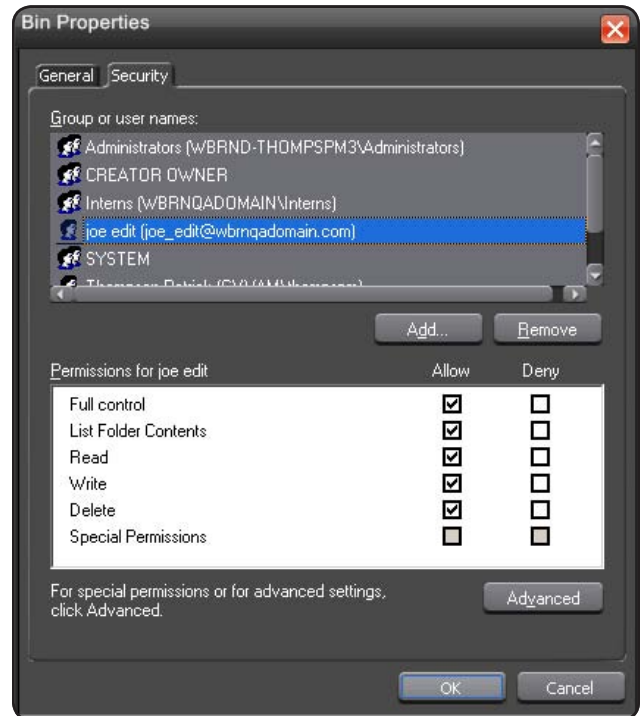 Bin Properties
General Security
Group or user names:
Administrators (WBRND-THOMPSPM3\Administrators)
CREATOR OWNER
Interns (WBRNQADOMAIN\Interns)
joe edit (joe_edit@wbrnqadomain.com)
SYSTEM
Add... Remove
Permissions for joe edit Allow Deny
Full control
List Folder Contents
Read
Write
Delete
Special Permissions
For special permissions or for advanced settings,
click Advanced.
Advanced
OK Cancel